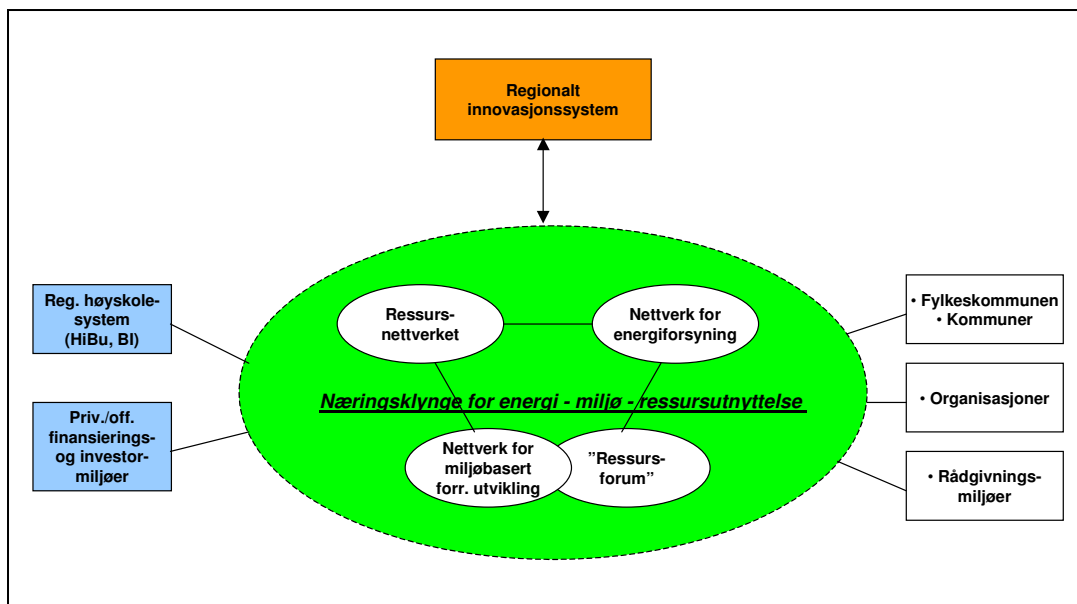 Regionalt
innovasjonssystem
Reg. høyskole-
system
(HiBu, BI)
Priv./off.
finansierings-
og investor-
miljøer
Ressurs-
nettverket
Nettverk for
energiforsyning
Næringsklynge for energi - miljø - ressursutnyttelse
Nettverk for
miljøbasert
forr. utvikling
”Ressurs-
forum”
• Fylkeskommunen
• Kommuner
• Organisasjoner
• Rådgivnings-
miljøer